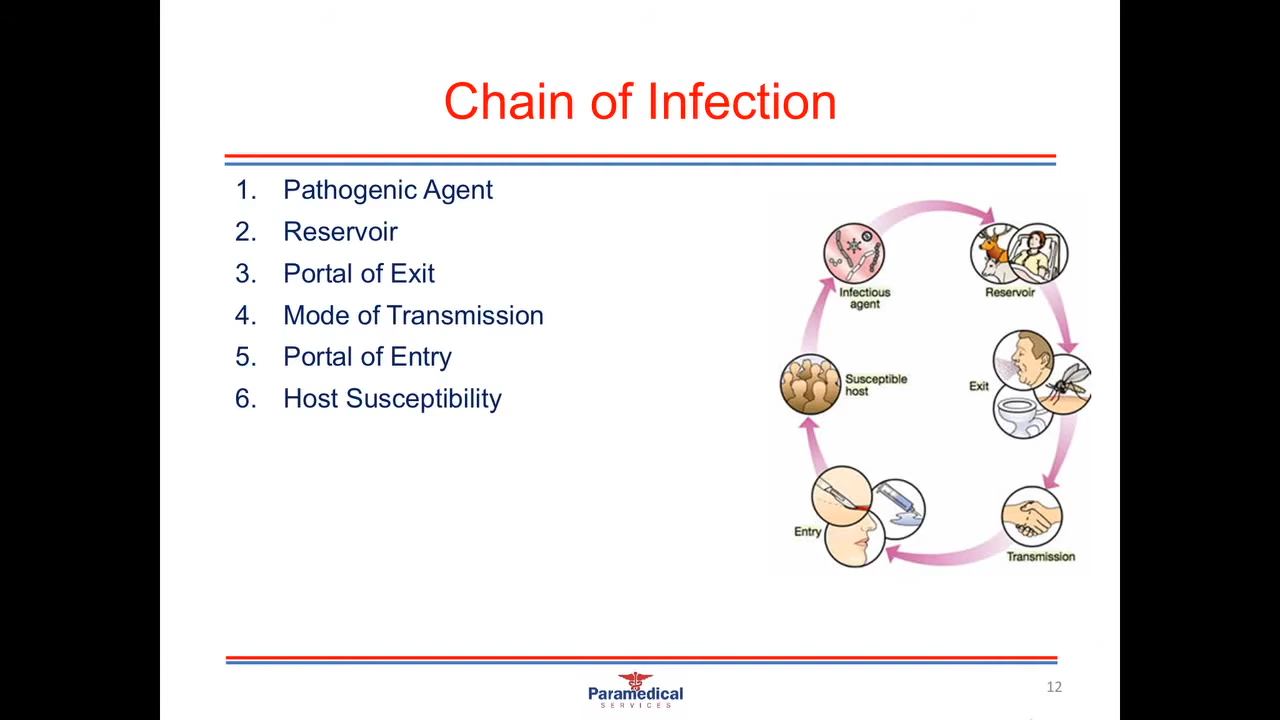 Chain of Infection
1. Pathogenic Agent
2. Reservoir
3. Portal of Exit
4. Mode of Transmission
5. Portal of Entry
6. Host Susceptibility
Infectious
agent
Reservoir
Exit
Transmission
Entry
Susceptible
host
Paramedical
SERVICES
12